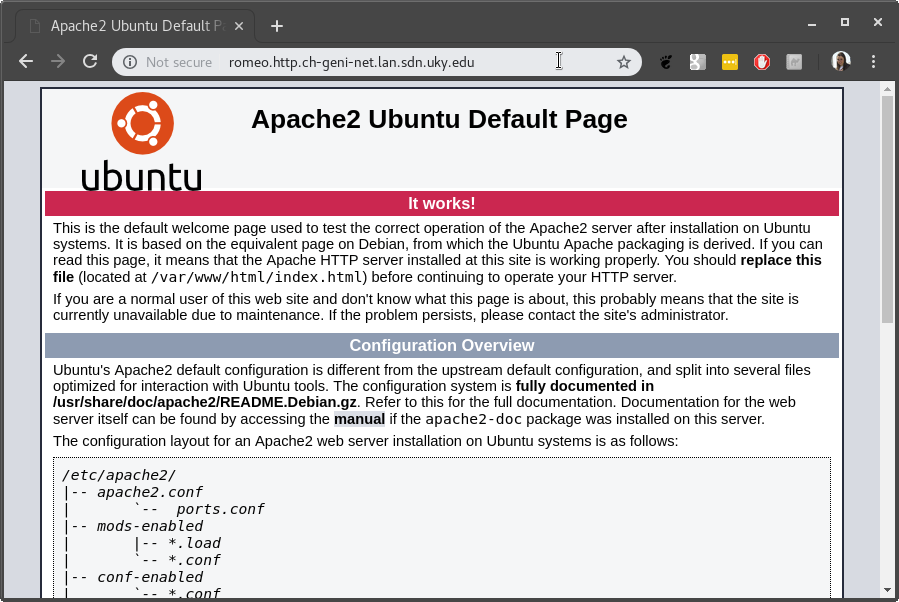 Apache2 Ubuntu Default P
Not secure romeo.http.ch-geni-net.lan.sdn.uky.edu
ubuntu
Apache2 Ubuntu Default Page
It works!
This is the default welcome page used to test the correct operation of the Apache2 server after installation on Ubuntu
systems. It is based on the equivalent page on Debian, from which the Ubuntu Apache packaging is derived. If you can
read this page, it means that the Apache HTTP server installed at this site is working properly. You should replace this
file (located at /var/www/html/index.html) before continuing to operate your HTTP server.
If you are a normal user of this web site and don't know what this page is about, this probably means that the site is
currently unavailable due to maintenance. If the problem persists, please contact the site's administrator.
Configuration Overview
Ubuntu's Apache2 default configuration is different from the upstream default configuration, and split into several files
optimized for interaction with Ubuntu tools. The configuration system is fully documented in
/usr/share/doc/apache2/README.Debian.gz. Refer to this for the full documentation. Documentation for the web
server itself can be found by accessing the manual if the apache2-doc package was installed on this server.
The configuration layout for an Apache2 web server installation on Ubuntu systems is as follows:
/etc/apache2/
|-- apache2.conf
|       `--  ports.conf
|-- mods-enabled
|       |-- *.load
|       `-- *.conf
|-- conf-enabled
|       `-- *.conf